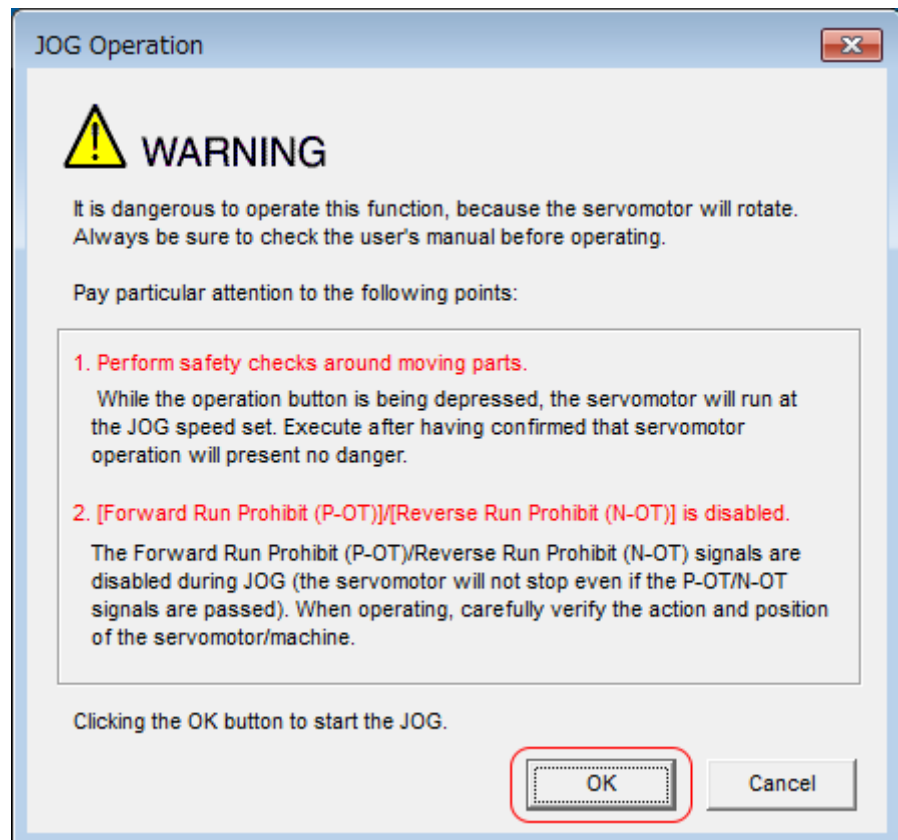 JOG Operation
WARNING
It is dangerous to operate this function, because the servomotor will rotate.
Always be sure to check the user's manual before operating.
Pay particular attention to the following points:
1. Perform safety checks around moving parts.
While the operation button is being depressed, the servomotor will run at
the JOG speed set. Execute after having confirmed that servomotor
operation will present no danger.
2. [Forward Run Prohibit (P-OT)]/[Reverse Run Prohibit (N-OT)] is disabled.
The Forward Run Prohibit (P-OT)/Reverse Run Prohibit (N-OT) signals are
disabled during JOG (the servomotor will not stop even if the P-OT/N-OT
signals are passed). When operating, carefully verify the action and position
of the servomotor/machine.
Clicking the OK button to start the JOG.
OK
Cancel